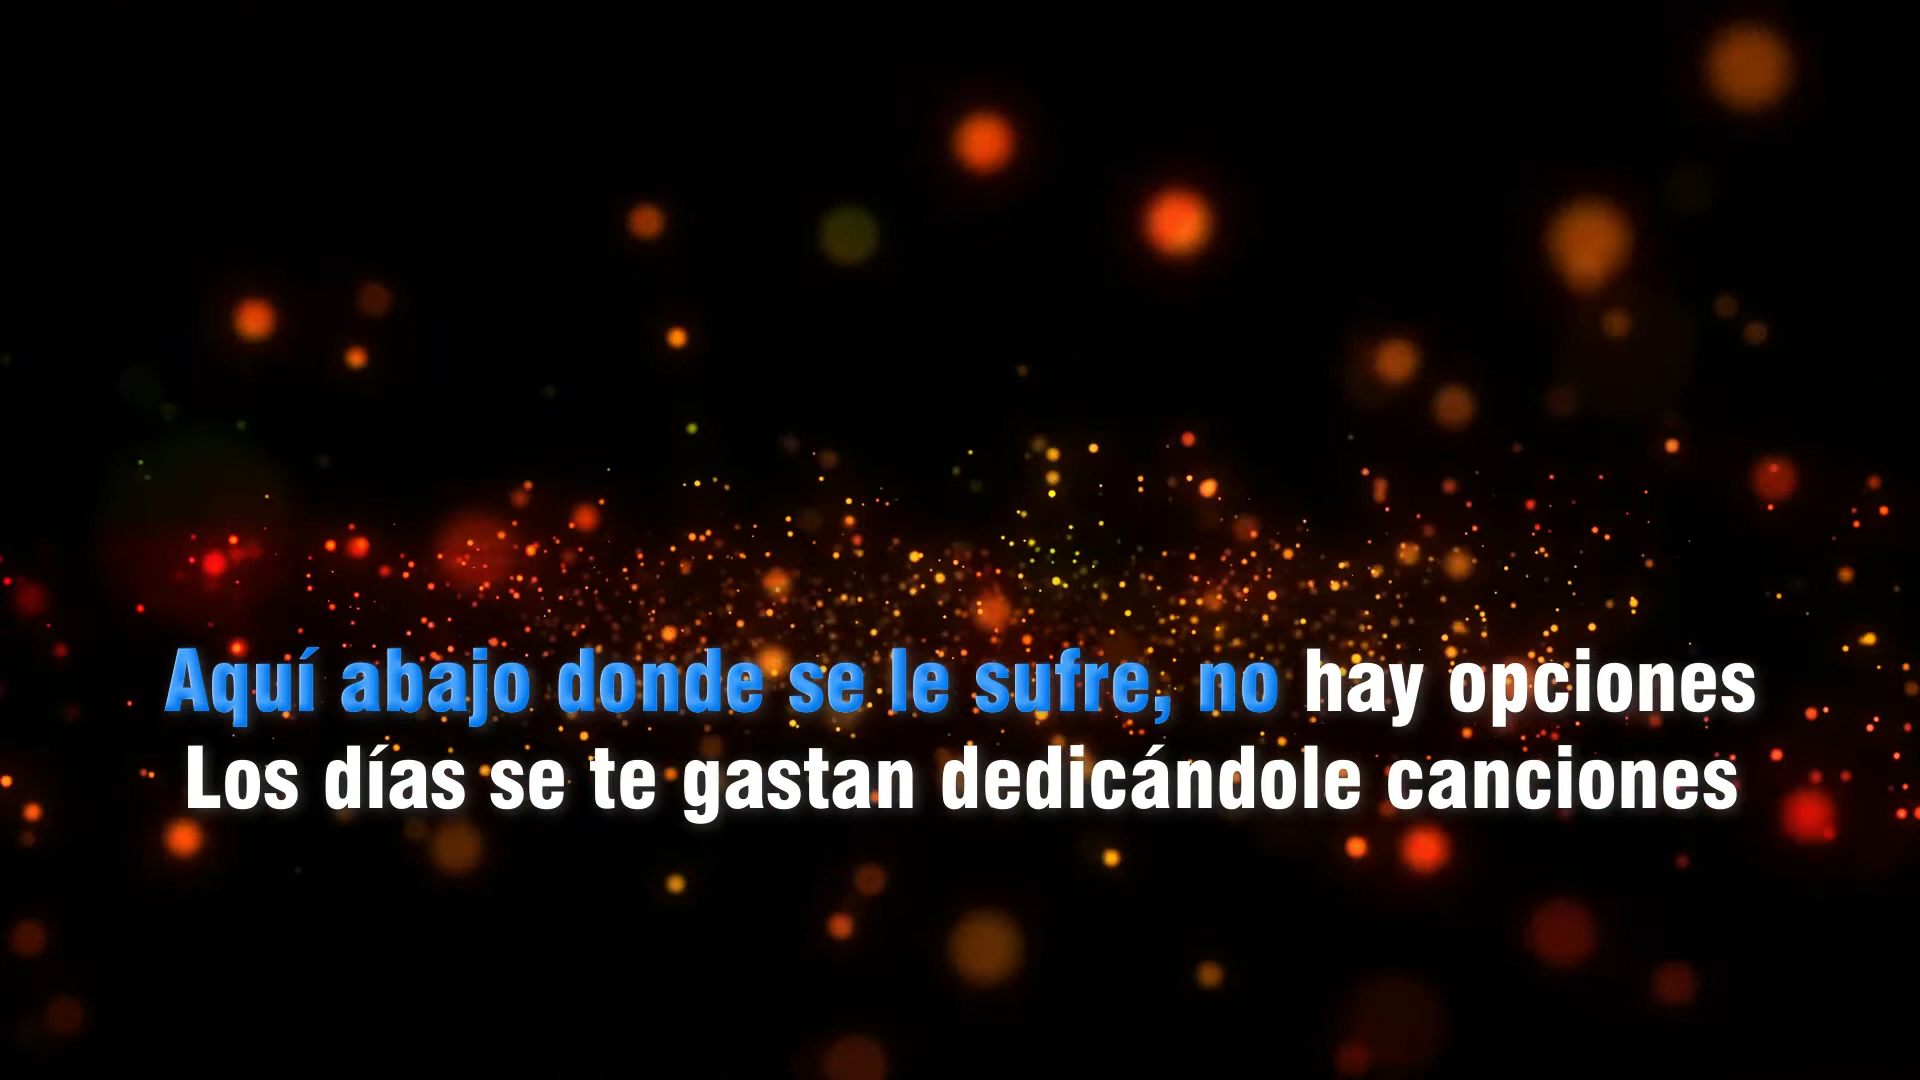 Aquí abajo donde se le sufre, no hay opciones
Los días se te gastan dedicándole canciones